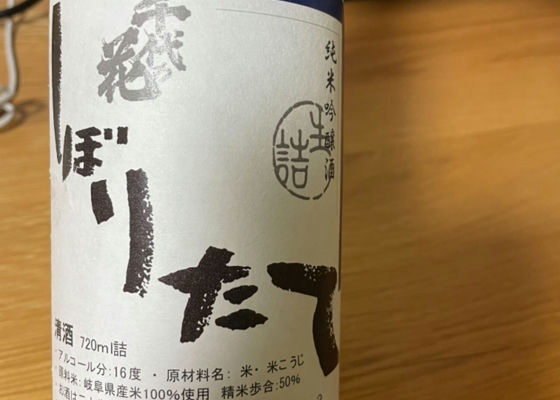 千代
花
純米吟醸酒
生
詰
しぼりたて
清酒 720ml詰
・アルコール分:16度 ・ 原材料名: 米・米こうじ
・原料米: 岐阜県産米100%使用 精米歩合:50%